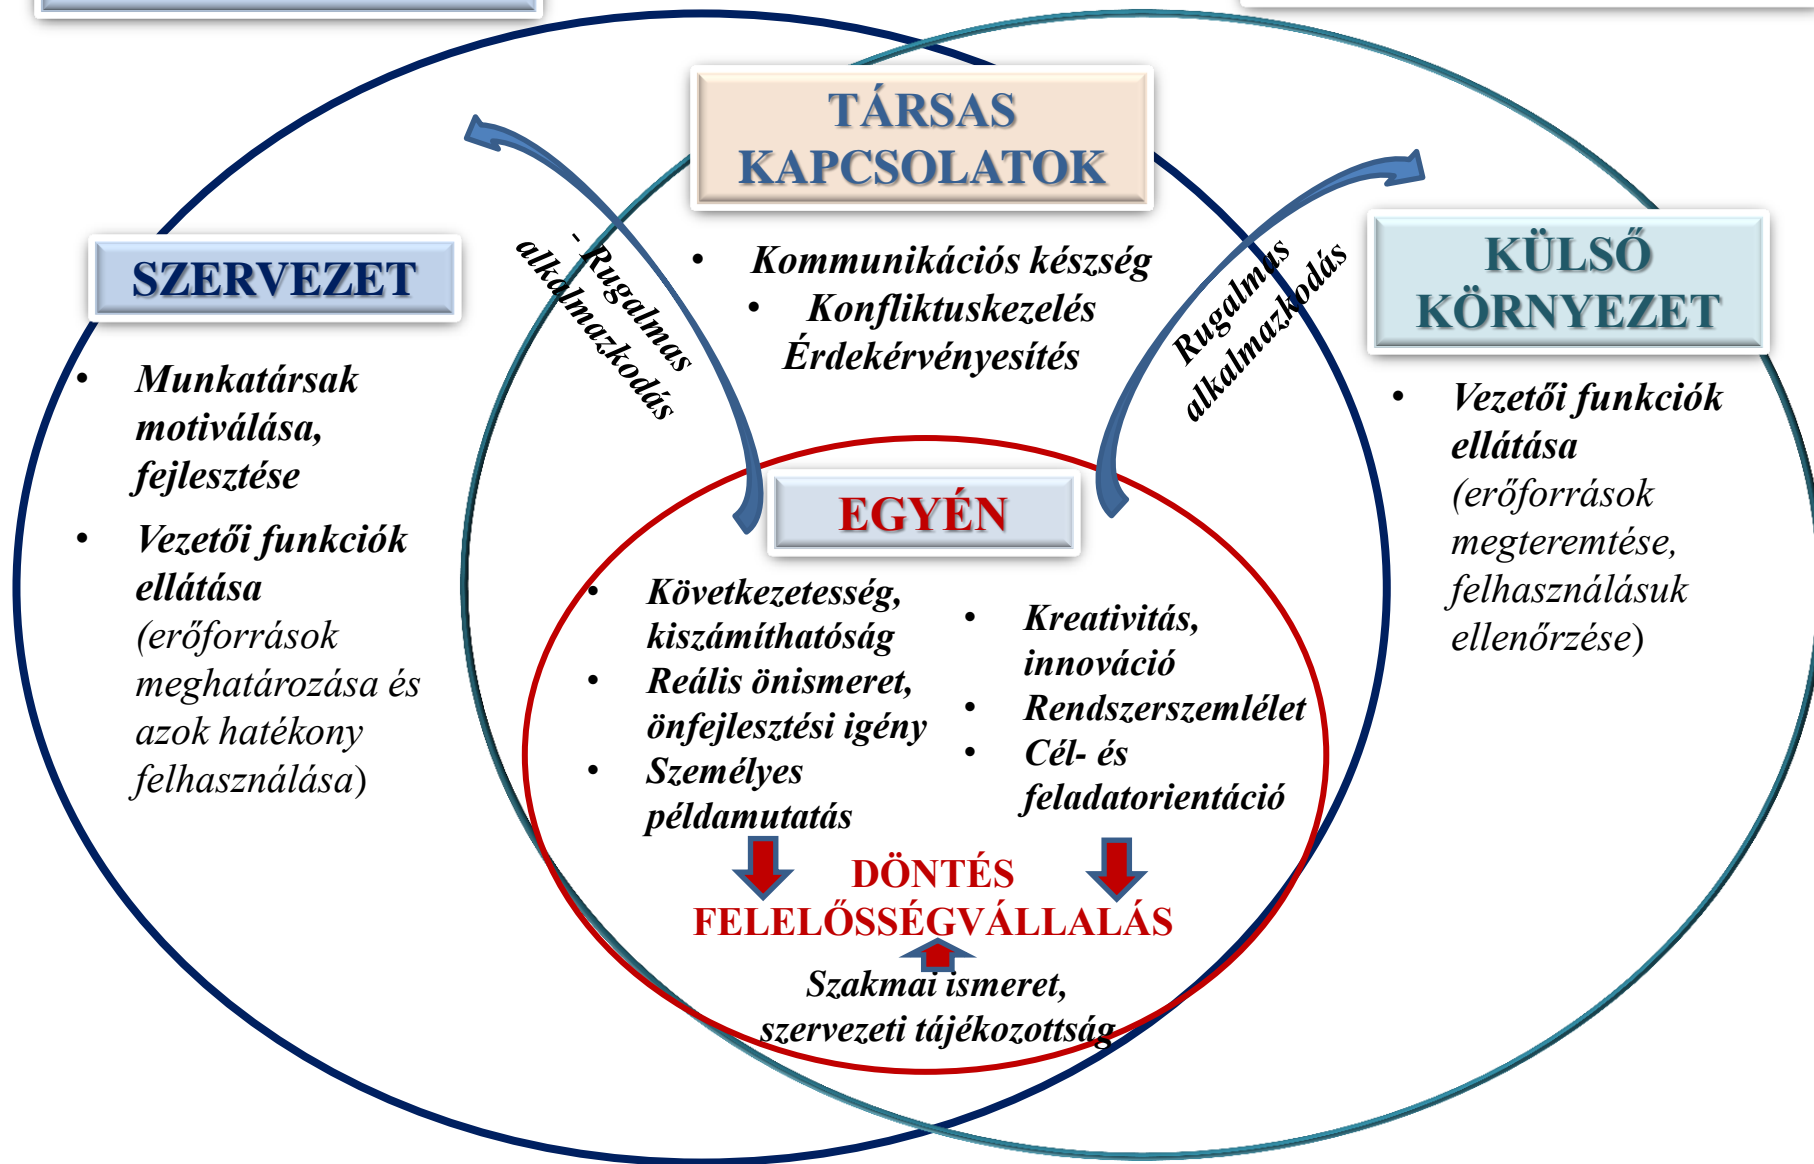 TÁRSAS
KAPCSOLATOK
SZERVEZET
KÜLSŐ
KÖRNYEZET
- Rugalmas
alkalmazkodás
• Kommunikációs készség
• Konfliktuskezelés
Érdekérvényesítés
Rugalmas
alkalmazkodás
• Munkatársak
motiválása,
fejlesztése
• Vezetői funkciók
ellátása
(erőforrások
meghatározása és
azok hatékony
felhasználása)
• Vezetői funkciók
ellátása
(erőforrások
megteremtése,
felhasználásuk
ellenőrzése)
EGYÉN
• Következetesség,
kiszámíthatóság
• Reális önismeret,
önfejlesztési igény
• Személyes
példamutatás
• Kreativitás,
innováció
• Rendszerszemlélet
• Cél- és
feladatorientáció
DÖNTÉS
FELELŐSSÉGVÁLLALÁS
Szakmai ismeret,
szervezeti tájékozottság